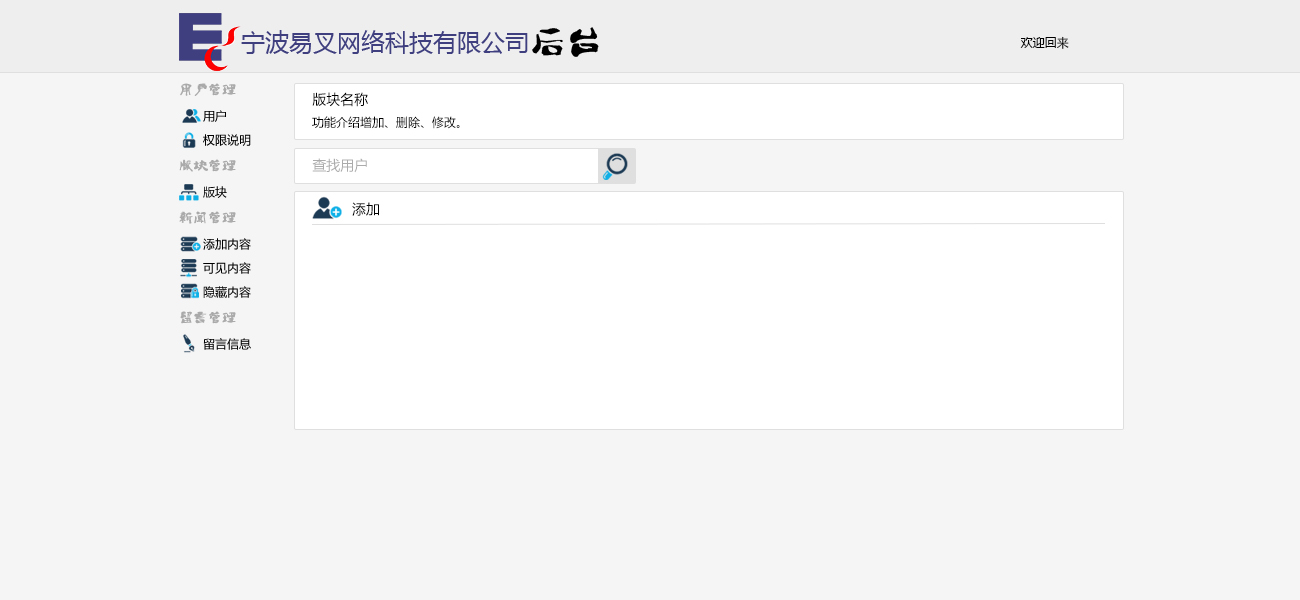 宁波易叉网络科技有限公司后台
欢迎回来
用户管理
用户
权限说明
版块管理
版块
新闻管理
添加内容
可见内容
隐藏内容
留言管理
留言信息
版块名称
功能介绍增加、删除、修改。
查找用户
添加